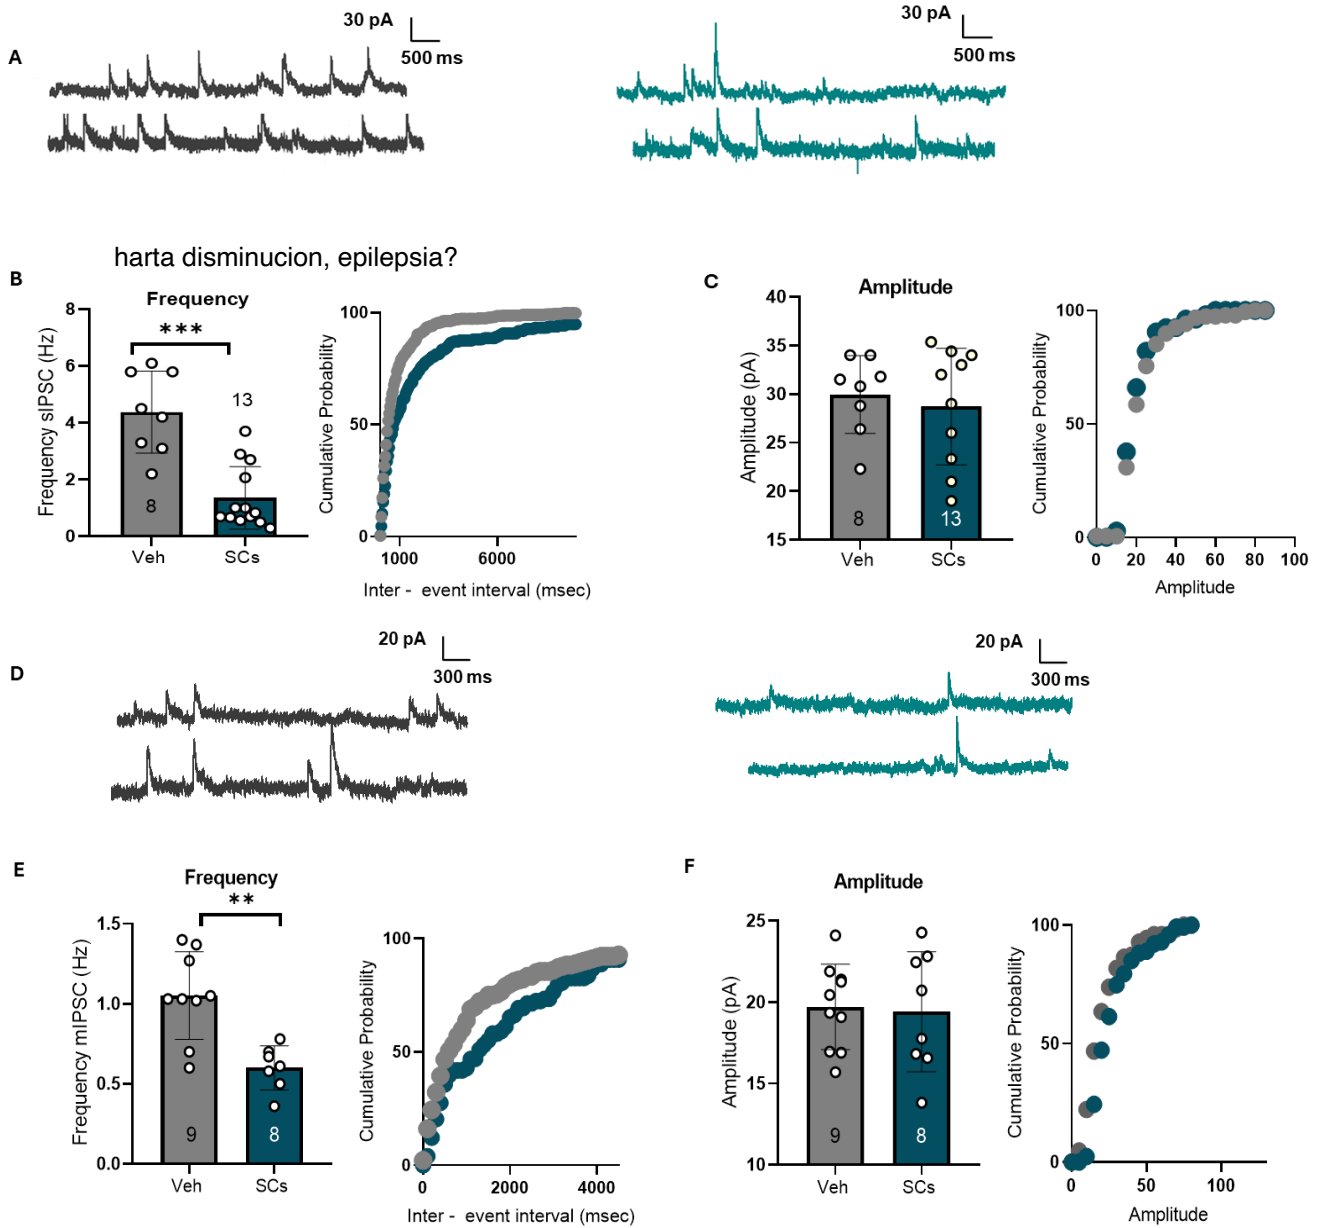 30 pA
500 ms
30 pA
500 ms
A
harta disminucion, epilepsia?
B
Frequency
***
Frequency sIPSC (Hz)
8
6
4
2
0
13
8
Veh
SCs
Cumulative Probability
100
50
0
1000
6000
Inter - event interval (msec)
C
Amplitude
Amplitude (pA)
40
35
30
25
20
15
8
13
Veh
SCs
Cumulative Probability
100
50
0
0
20
40
60
80
100
Amplitude
D
20 pA
300 ms
20 pA
300 ms
E
Frequency
**
Frequency mIPSC (Hz)
1.5
1.0
0.5
0.0
9
8
Veh
SCs
Cumulative Probability
100
50
0
0
2000
4000
Inter - event interval (msec)
F
Amplitude
Amplitude (pA)
25
20
15
10
9
8
Veh
SCs
Cumulative Probability
100
50
0
0
50
100
Amplitude